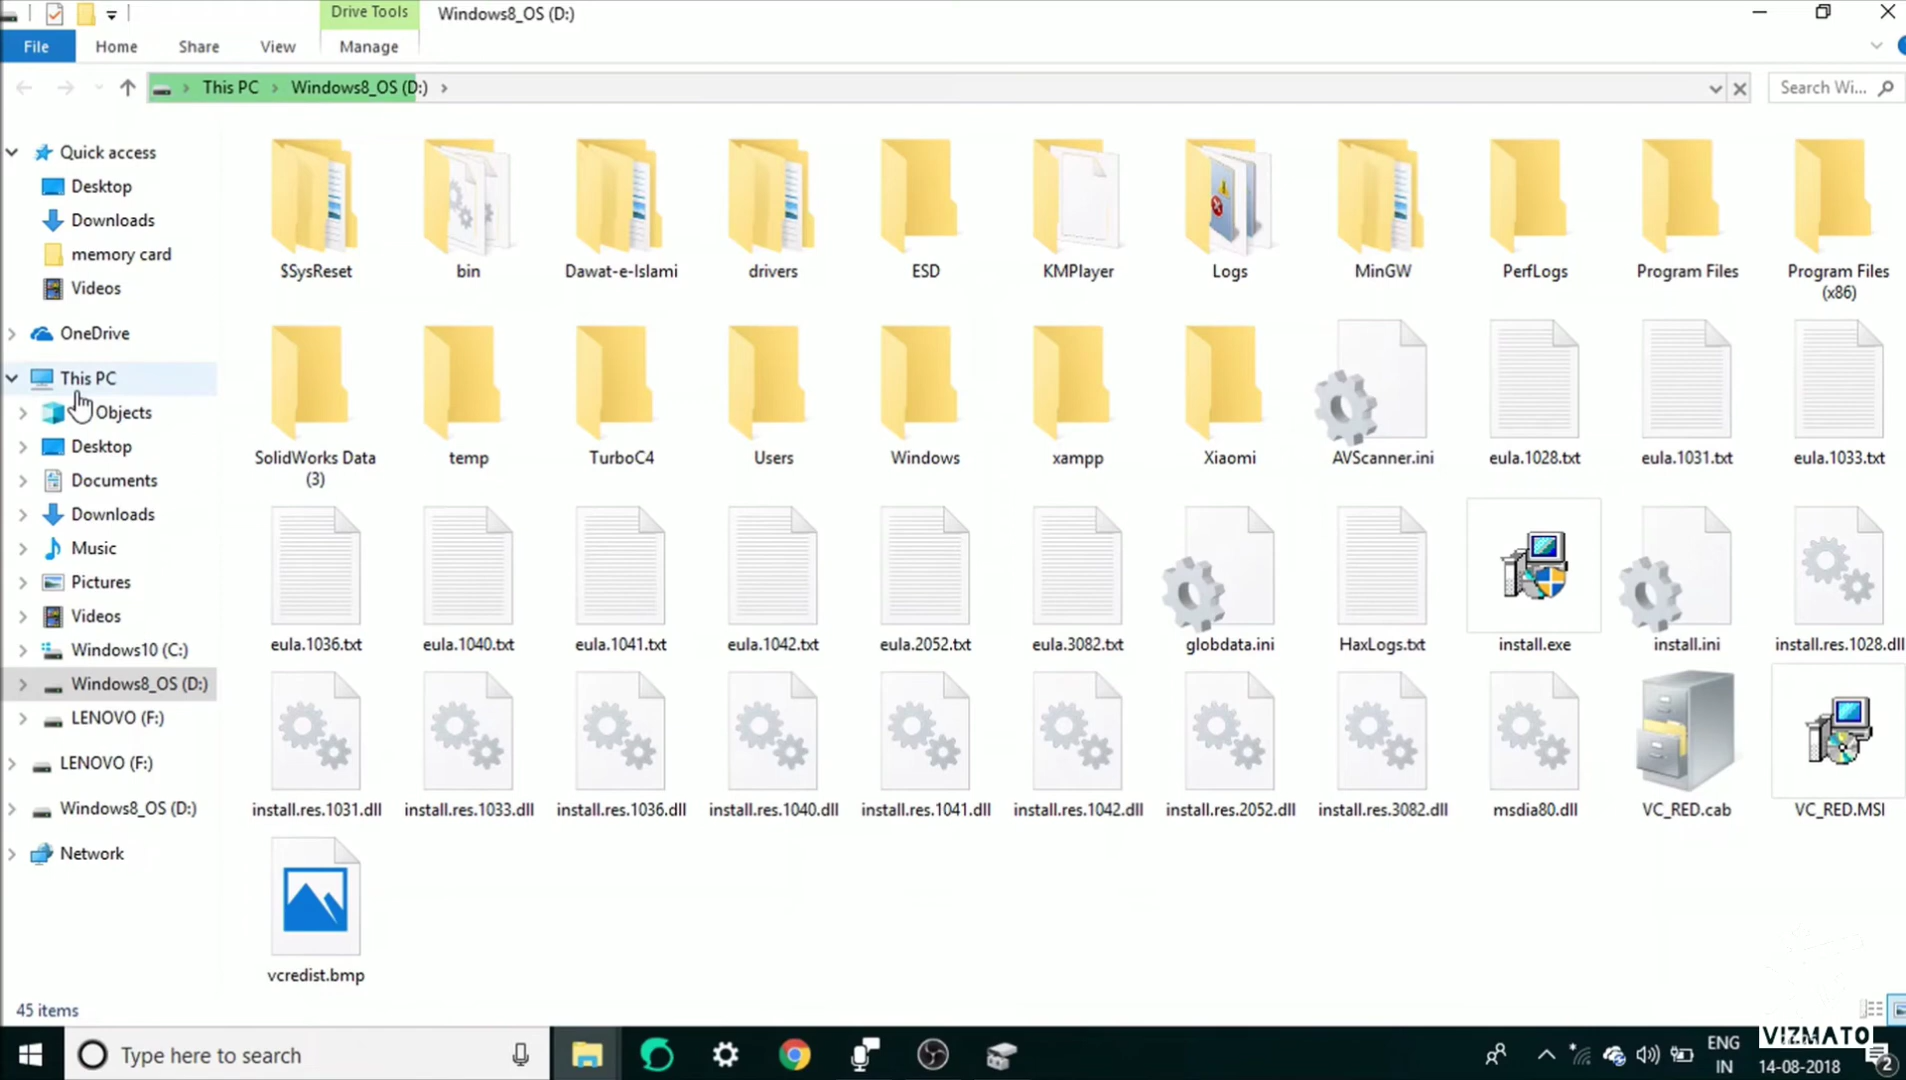 Drive Tools
Windows8_OS (D:)
File
Home
Share
View
Manage
This PC
Windows8_OS (D:)
Search Wi...
Quick access
Desktop
Downloads
memory card
Videos
OneDrive
This PC
Objects
Desktop
Documents
Downloads
Music
Pictures
Videos
Windows10 (C:)
Windows8_OS (D:)
LENOVO (F:)
LENOVO (F:)
Windows8_OS (D:)
Network
$SysReset
bin
Dawat-e-Islami
drivers
ESD
KMPlayer
Logs
MinGW
PerfLogs
Program Files
Program Files
(x86)
SolidWorks Data
(3)
temp
TurboC4
Users
Windows
xampp
Xiaomi
AVScanner.ini
eula.1028.txt
eula.1031.txt
eula.1033.txt
eula.1036.txt
eula.1040.txt
eula.1041.txt
eula.1042.txt
eula.2052.txt
eula.3082.txt
globdata.ini
HaxLogs.txt
install.exe
install.ini
install.res.1028.dll
install.res.1031.dll
install.res.1033.dll
install.res.1036.dll
install.res.1040.dll
install.res.1041.dll
install.res.1042.dll
install.res.2052.dll
install.res.3082.dll
msdia80.dll
VC_RED.cab
VC_RED.MSI
vcredist.bmp
45 items
Type here to search
ENG
IN
VIZMATO
14-08-2018
2